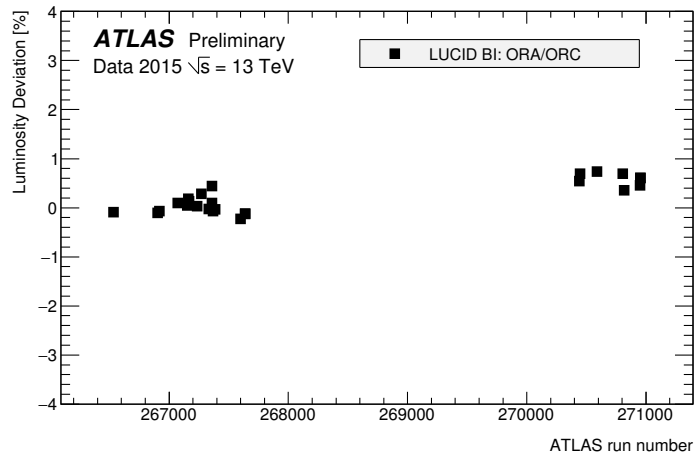 Luminosity Deviation [%]
ATLAS Preliminary
Data 2015 √s = 13 TeV
LUCID BI: ORA/ORC
4
3
2
1
0
−1
−2
−3
−4
267000 268000 269000 270000 271000
ATLAS run number